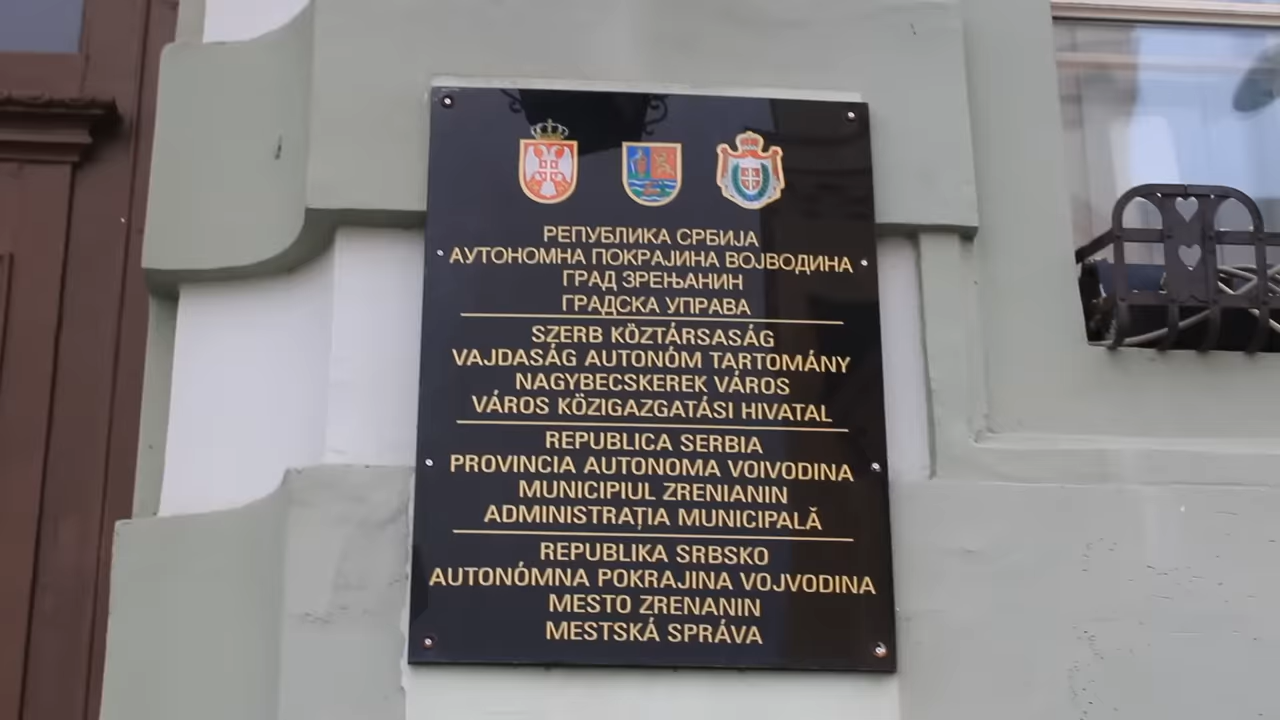 РЕПУБЛИКА СРБИЈА
АУТОНОМНА ПОКРАЈИНА ВОЈВОДИНА
ГРАД ЗРЕЊАНИН
ГРАДСКА УПРАВА
SZERB KÖZTÁRSASÁG
VAJDASÁG AUTONÓM TARTOMÁNY
NAGYBECSKEREK VÁROS
VÁROS KÖZIGAZGATÁSI HIVATAL
REPUBLICA SERBIA
PROVINCIA AUTONOMA VOIVODINA
MUNICIPIUL ZRENIANIN
ADMINISTRAȚIA MUNICIPALĂ
REPUBLIKA SRBSKO
AUTONÓMNA POKRAJINA VOJVODINA
MESTO ZRENANIN
MESTSKÁ SPRÁVA